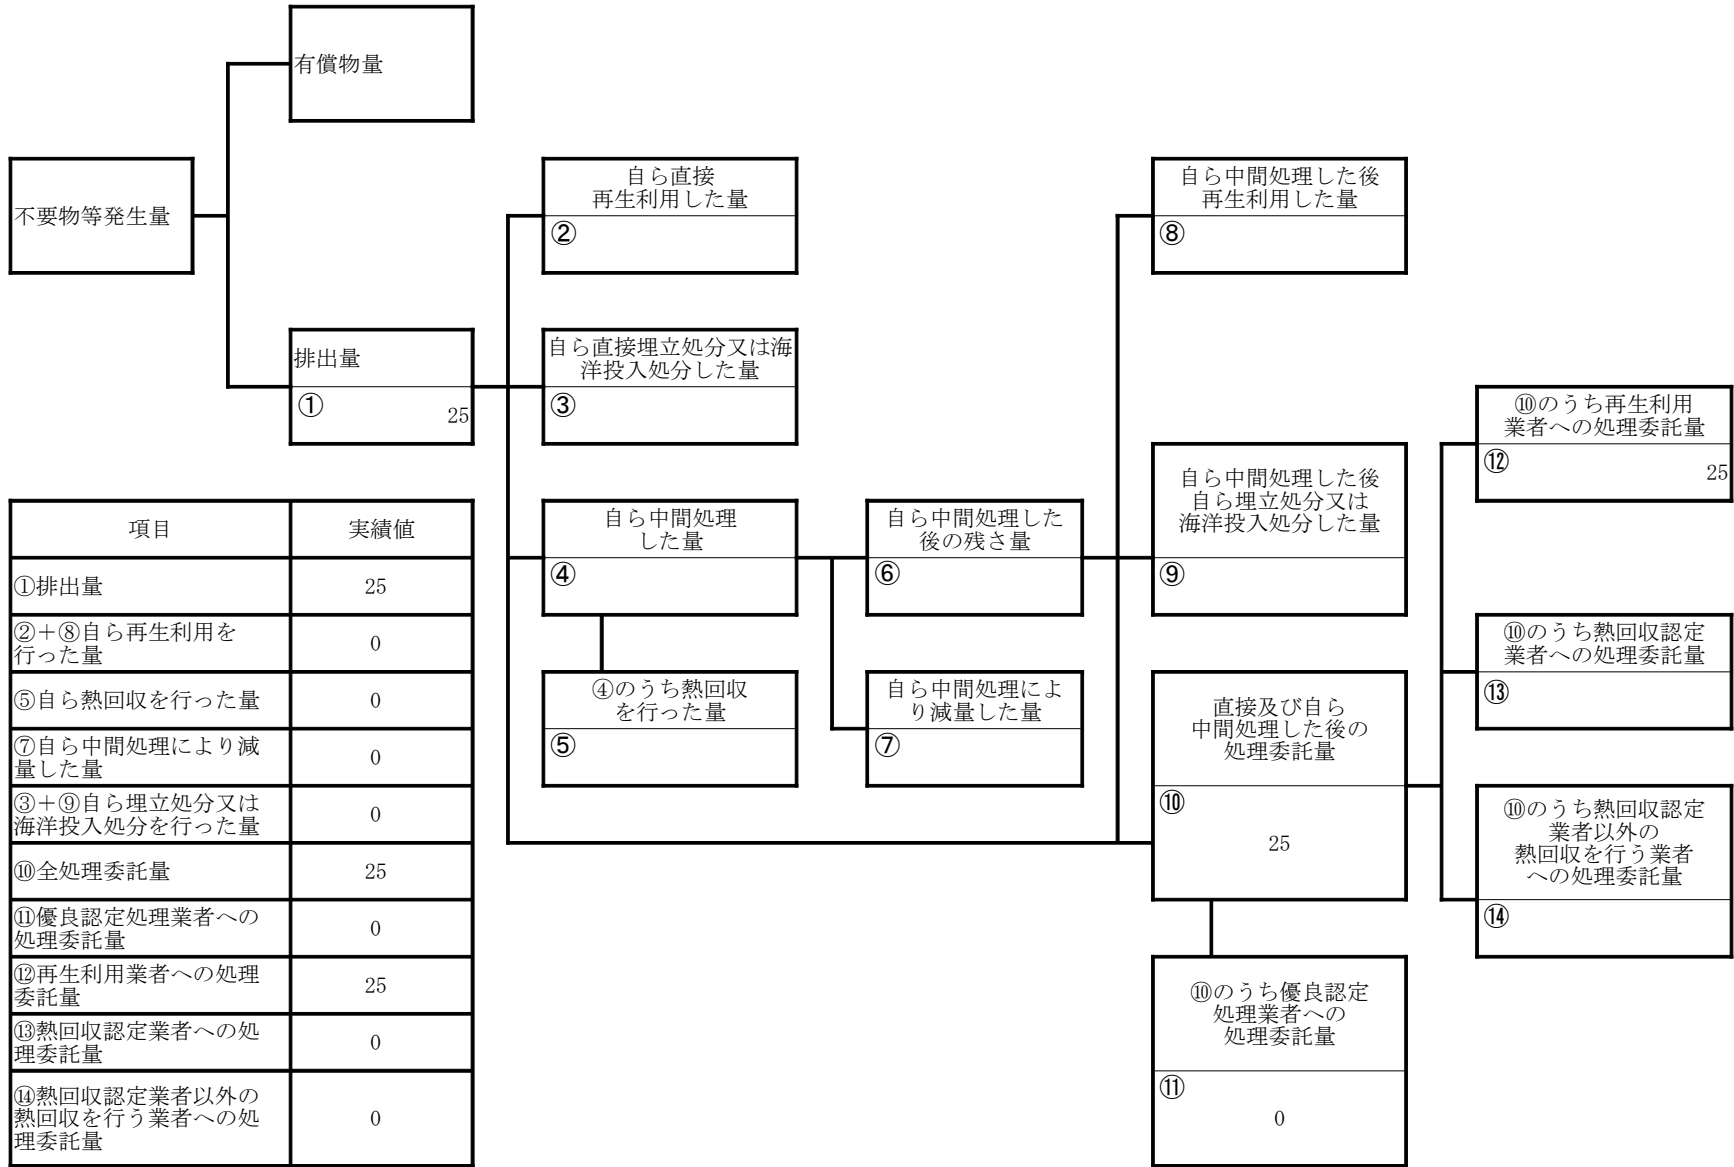 有償物量
不要物等発生量
自ら直接
再生利用した量
②
自ら中間処理した後
再生利用した量
⑧
排出量
①
25
自ら直接埋立処分又は海
洋投入処分した量
③
⑩のうち再生利用
業者への処理委託量
⑫
25
自ら中間処理
した量
④
自ら中間処理した
後の残さ量
⑥
自ら中間処理した後
自ら埋立処分又は
海洋投入処分した量
⑨
⑩のうち熱回収認定
業者への処理委託量
⑬
④のうち熱回収
を行った量
⑤
自ら中間処理によ
り減量した量
⑦
直接及び自ら
中間処理した後の
処理委託量
⑩
25
⑩のうち熱回収認定
業者以外の
熱回収を行う業者
への処理委託量
⑭
⑩のうち優良認定
処理業者への
処理委託量
⑪
0
項目 実績値
①排出量 25
②＋⑧自ら再生利用を
行った量 0
⑤自ら熱回収を行った量 0
⑦自ら中間処理により減
量した量 0
③＋⑨自ら埋立処分又は
海洋投入処分を行った量 0
⑩全処理委託量 25
⑪優良認定処理業者への
処理委託量 0
⑫再生利用業者への処理
委託量 25
⑬熱回収認定業者への処
理委託量 0
⑭熱回収認定業者以外の
熱回収を行う業者への処
理委託量 0